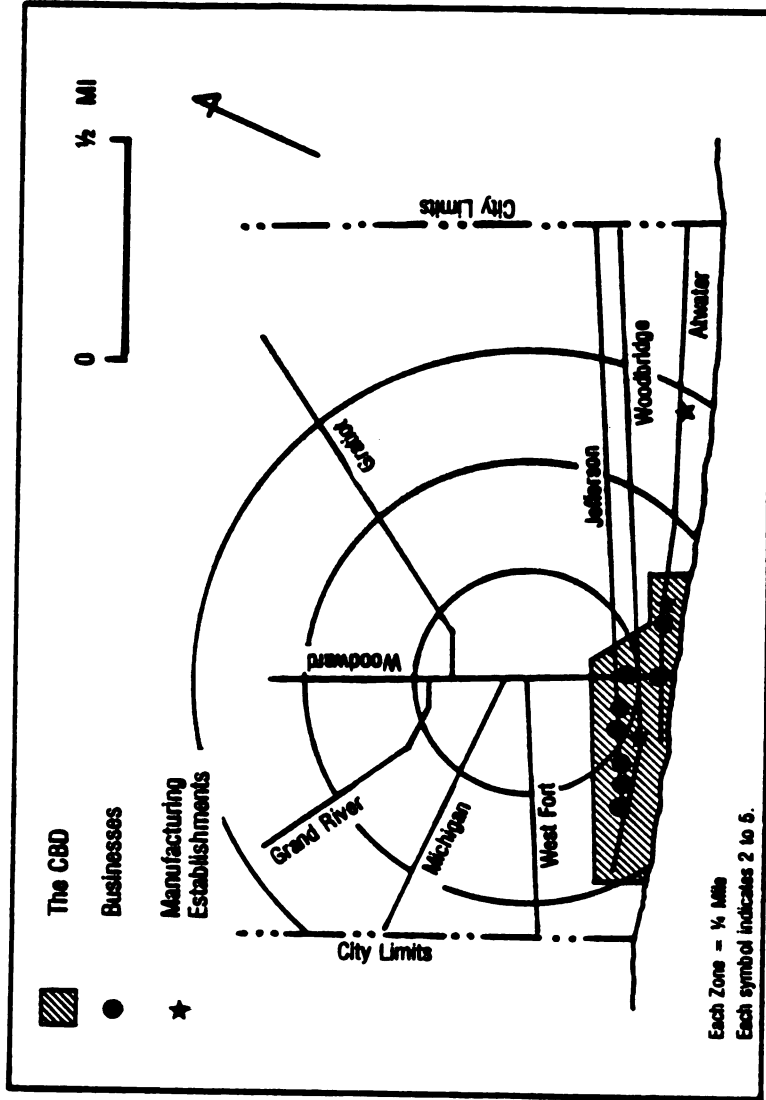 0 ½ MI
The CBD
Businesses
Manufacturing
Establishments
City Limits
City Limits
Gratiot
Woodward
Grand River
Michigan
West Fort
Jefferson
Woodbridge
Atwater
Each Zone = ¼ Mile
Each symbol indicates 2 to 5.